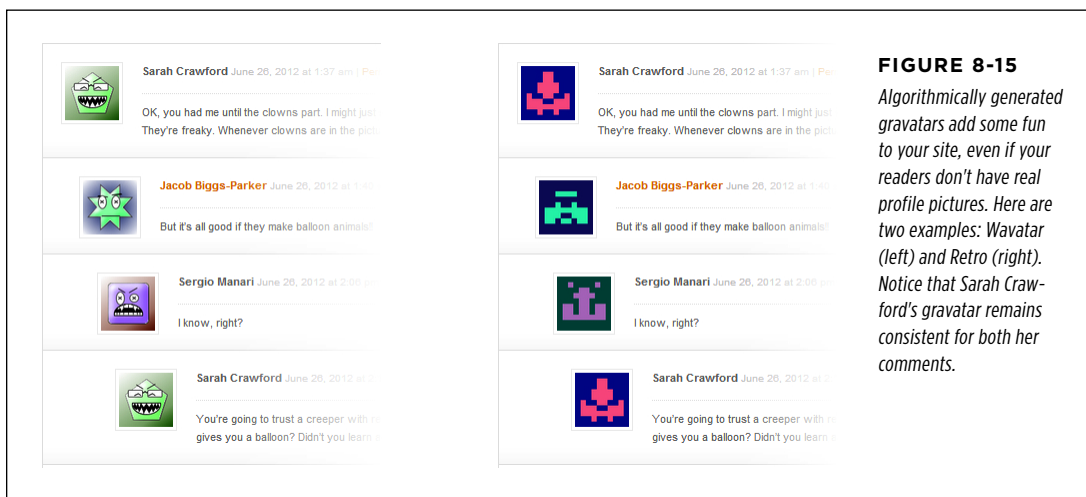 Sarah Crawford June 26, 2012 at 1:37 am |
OK, you had me until the clowns part. I might just
They're freaky. Whenever clowns are in the
Jacob Biggs-Parker June 26, 2012 at
But it's all good if they make balloon animals?
Sergio Manari June 26, 2012 at 2:06
I know, right?
Sarah Crawford June 26, 2012 at
You're going to trust a creeper with
gives you a balloon? Didn't you learn
Sarah Crawford June 26, 2012 at 1:37 am |
OK, you had me until the clowns part. I might just
They're freaky. Whenever clowns are in the
Jacob Biggs-Parker June 26, 2012 at
But it's all good if they make balloon animals?
Sergio Manari June 26, 2012 at 2:06
I know, right?
Sarah Crawford June 26, 2012 at
You're going to trust a creeper with
gives you a balloon? Didn't you learn
FIGURE 8-15
Algorithmically generated
gravatars add some fun
to your site, even if your
readers don't have real
profile pictures. Here are
two examples: Wavatar
(left) and Retro (right).
Notice that Sarah Craw-
ford's gravatar remains
consistent for both her
comments.